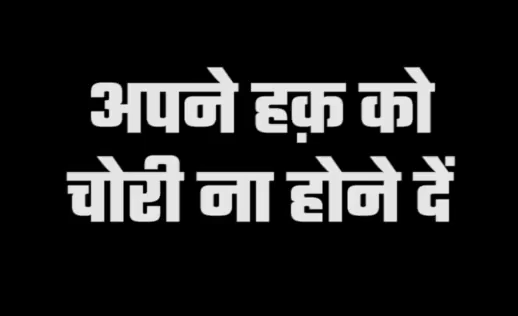 अपने हक़ को
चोरी ना होने दें